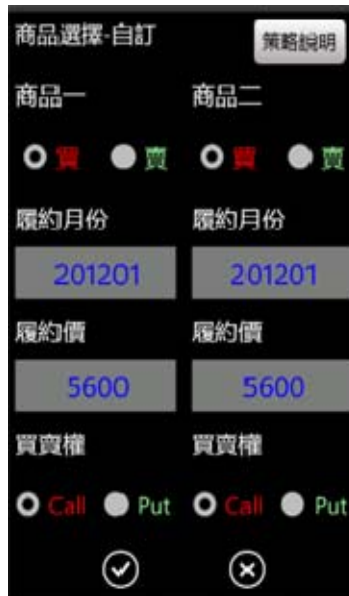 商品選擇-自訂 策略說明
商品一 商品二
買 賣 買 賣
履約月份 履約月份
201201 201201
履約價 履約價
5600 5600
買賣權 買賣權
Call Put Call Put